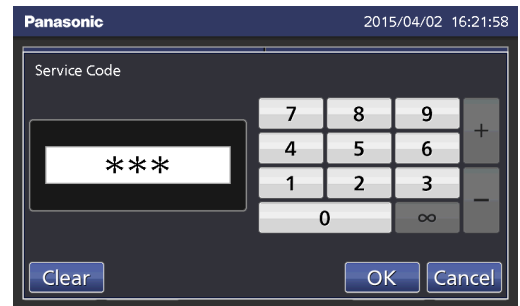 Panasonic 2015/04/02 16:21:58
Service Code
7 8 9
+
4 5 6
***
1 2 3
−
0 ∞
Clear OK Cancel